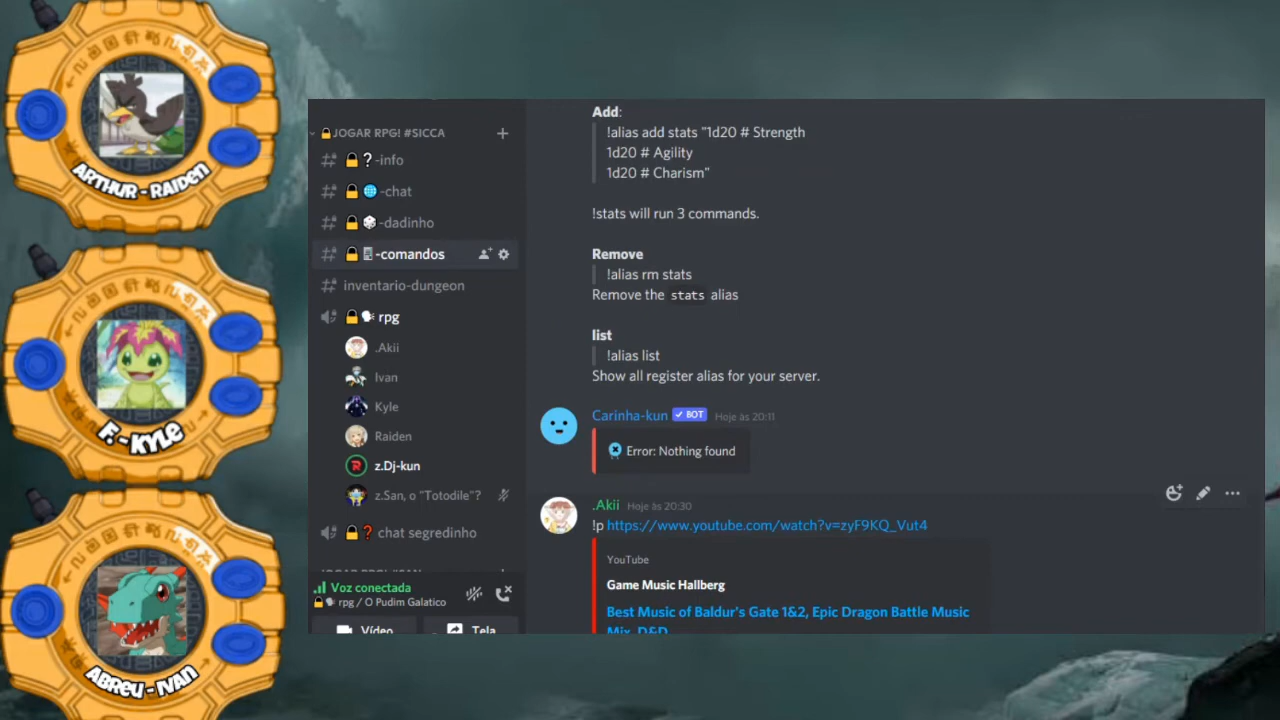 ARTHUR - RAIDEN
F. - KYLE
ABREU - IVAN
JOGAR RPG! #SICCA
-info
-chat
-dadinho
-comandos
inventario-dungeon
rpg
.Akii
Ivan
Kyle
Raiden
z.Dj-kun
z.San, o "Totodile"?
chat segredinho
Voz conectada
rpg / O Pudim Galatico
Vídeo
Tela
Add:
!alias add stats "1d20 # Strength
1d20 # Agility
1d20 # Charism"
!stats will run 3 commands.
Remove
!alias rm stats
Remove the stats alias
list
!alias list
Show all register alias for your server.
Carinha-kun ✓ BOT Hoje às 20:11
Error: Nothing found
.Akii Hoje às 20:30
!p https://www.youtube.com/watch?v=zyF9KQ_Vut4
YouTube
Game Music Hallberg
Best Music of Baldur's Gate 1&2, Epic Dragon Battle Music
Mix, D&D